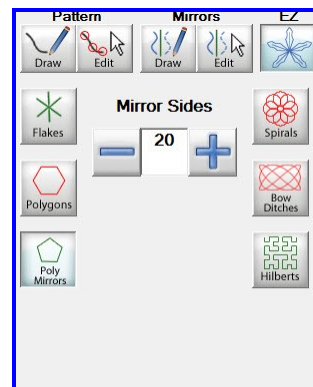 Pattern Mirrors EZ
Draw Edit Draw Edit
Mirror Sides
Flakes 20 Spirals
Polygons Bow
Ditches
Poly
Mirrors Hilberts